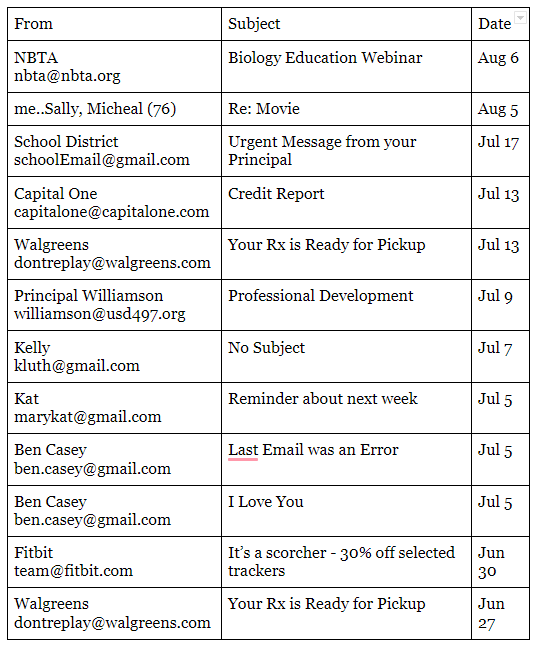 From Subject Date
NBTA Biology Education Webinar Aug 6
nbta@nbta.org
me..Sally, Micheal (76) Re: Movie Aug 5
School District Urgent Message from your Jul 17
schoolEmail@gmail.com Principal
Capital One Credit Report Jul 13
capitalone@capitalone.com
Walgreens Your Rx is Ready for Pickup Jul 13
dontreplay@walgreens.com
Principal Williamson Professional Development Jul 9
williamson@usd497.org
Kelly No Subject Jul 7
kluth@gmail.com
Kat Reminder about next week Jul 5
marykat@gmail.com
Ben Casey Last Email was an Error Jul 5
ben.casey@gmail.com
Ben Casey I Love You Jul 5
ben.casey@gmail.com
Fitbit It’s a scorcher - 30% off selected Jun
team@fitbit.com trackers 30
Walgreens Your Rx is Ready for Pickup Jun
dontreplay@walgreens.com 27